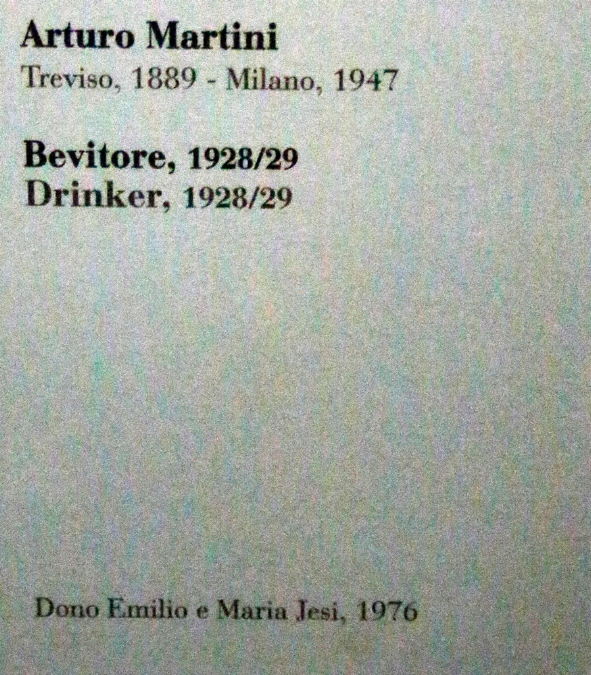 Arturo Martini
Treviso, 1889 - Milano, 1947
Bevitore, 1928/29
Drinker, 1928/29
Dono Emilio e Maria Jesi, 1976